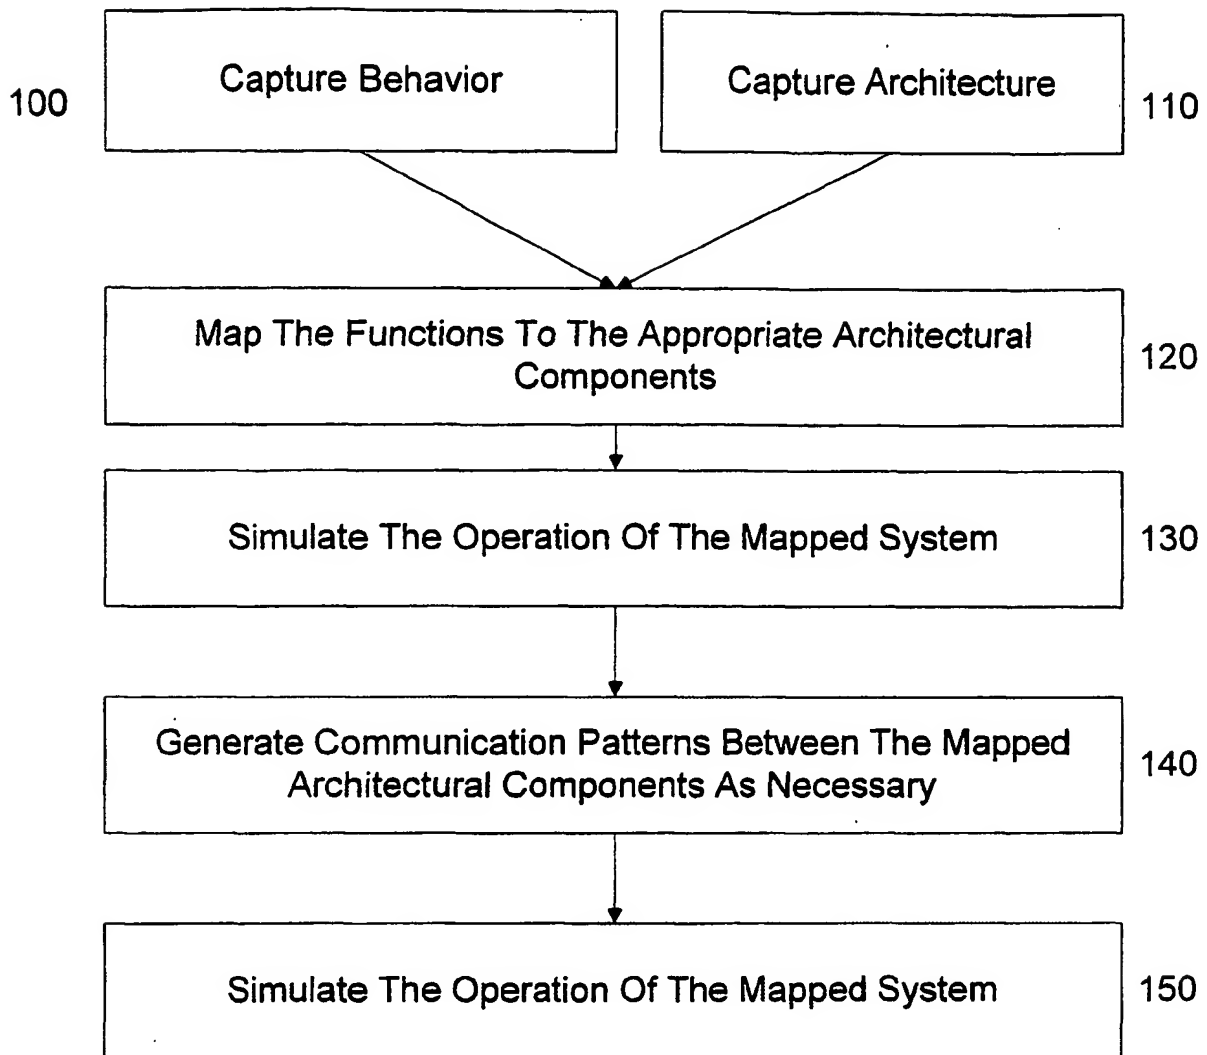 Capture Behavior
100
Capture Architecture
110
Map The Functions To The Appropriate Architectural
Components
120
Simulate The Operation Of The Mapped System
130
Generate Communication Patterns Between The Mapped
Architectural Components As Necessary
140
Simulate The Operation Of The Mapped System
150